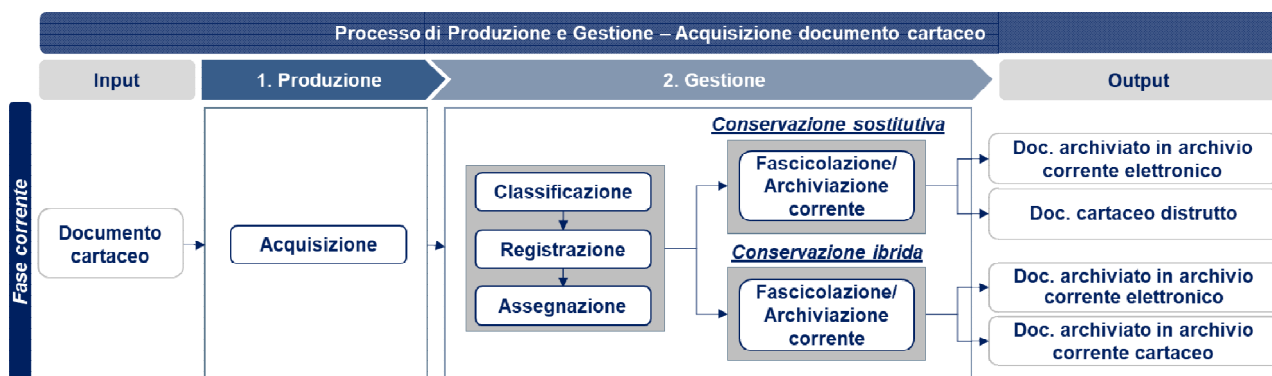 Processo di Produzione e Gestione – Acquisizione documento cartaceo
Input
1. Produzione
2. Gestione
Output
Fase corrente
Documento
cartaceo
Acquisizione
Classificazione
Registrazione
Assegnazione
Conservazione sostitutiva
Fascicolazione/
Archiviazione
corrente
Conservazione ibrida
Fascicolazione/
Archiviazione
corrente
Doc. archiviato in archivio
corrente elettronico
Doc. cartaceo distrutto
Doc. archiviato in archivio
corrente elettronico
Doc. archiviato in archivio
corrente cartaceo